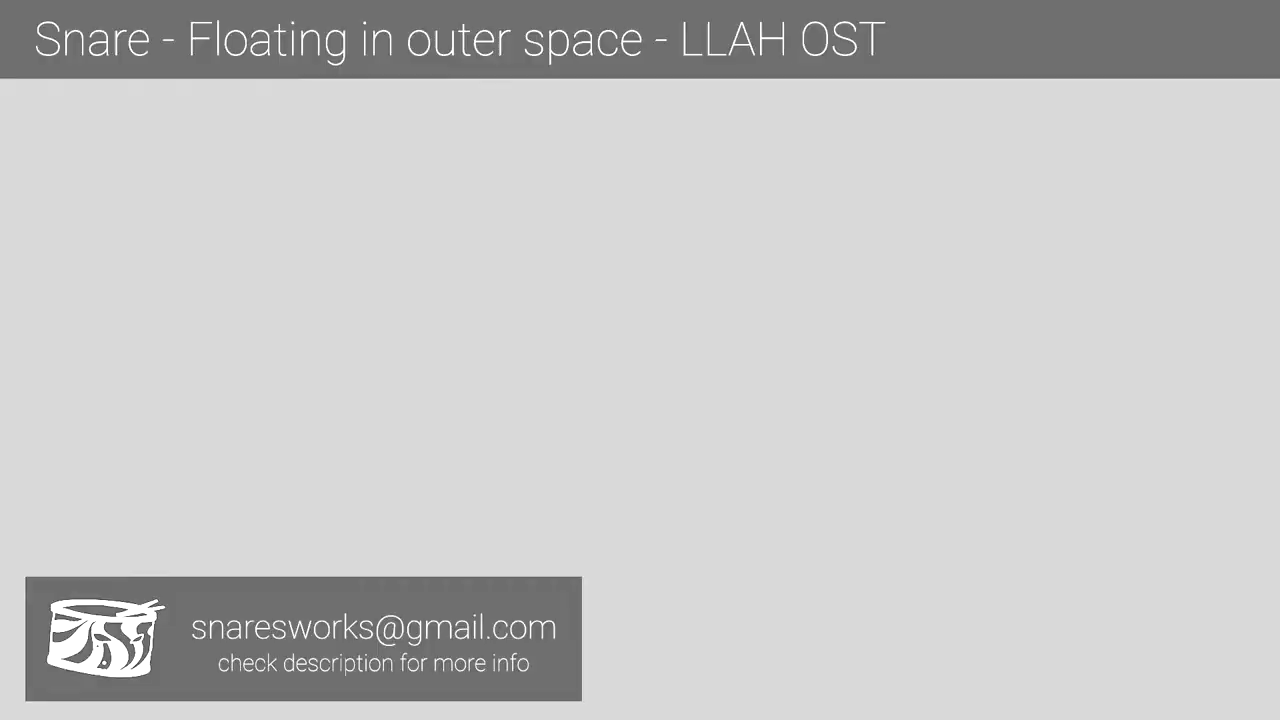 Snare - Floating in outer space - LLAH OST
snaresworks@gmail.com
check description for more info